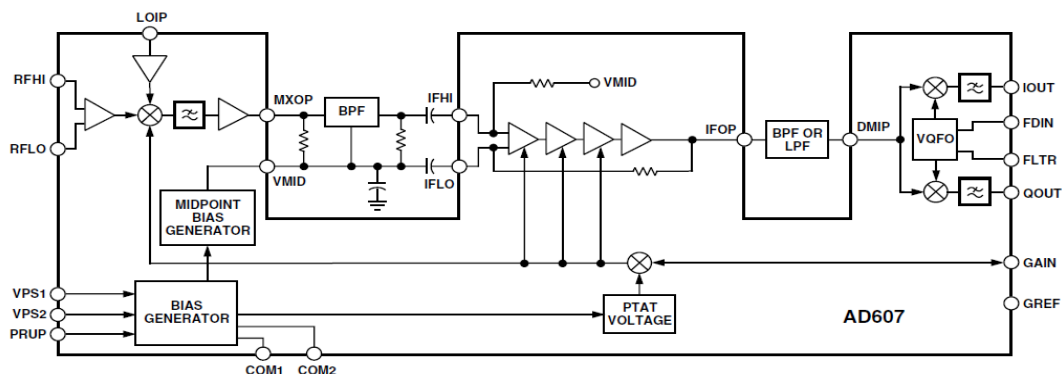 LOIP
RFHI
RFLO
MXOP
BPF
IFHI
VMID
VMID
IFLO
IFOP
BPF OR
LPF
DMIP
VQFO
IOUT
FDIN
FLTR
QOUT
MIDPOINT
BIAS
GENERATOR
GAIN
VPS1
VPS2
PRUP
BIAS
GENERATOR
PTAT
VOLTAGE
GREF
AD607
COM1
COM2